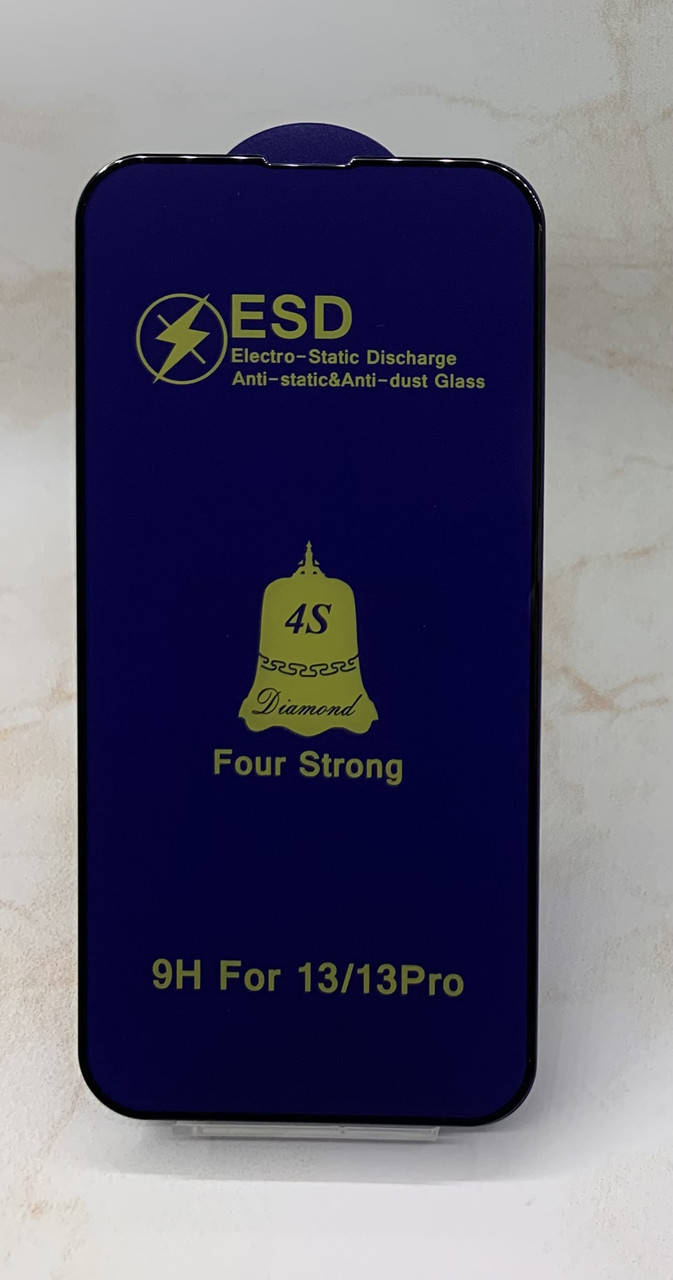 ESD
Electro-Static Discharge
Anti-static&Anti-dust Glass
4S
Diamond
Four Strong
9H For 13/13Pro